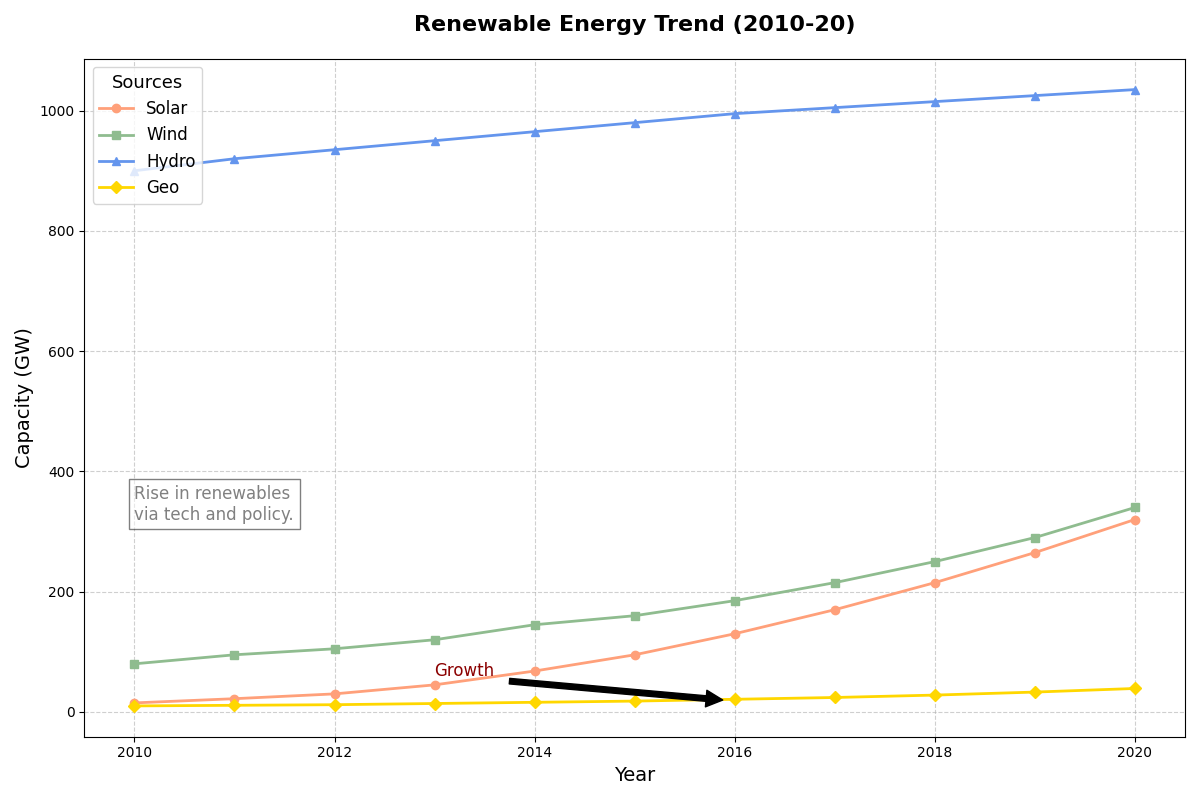 Renewable Energy Trend (2010-20)
Sources
Solar
Wind
Hydro
Geo
Capacity (GW)
1000
800
600
400
200
0
Rise in renewables
via tech and policy.
Growth
2010
2012
2014
2016
2018
2020
Year